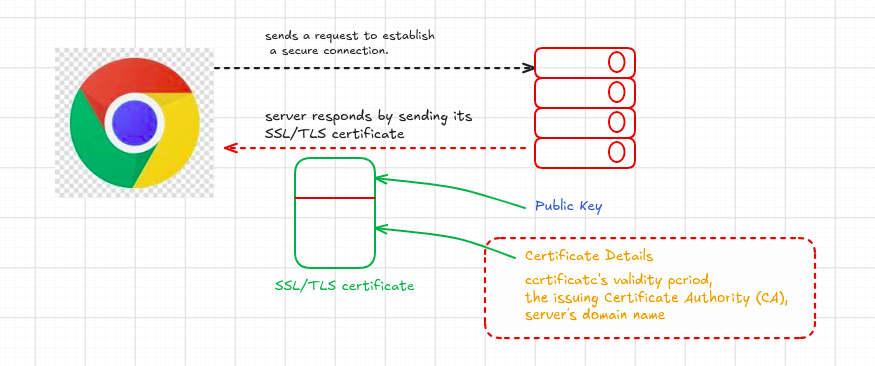 sends a request to establish
a secure connection.
server responds by sending its
SSL/TLS certificate
Public Key
SSL/TLS certificate
Certificate Details
certificate's validity period,
the issuing Certificate Authority (CA),
server's domain name